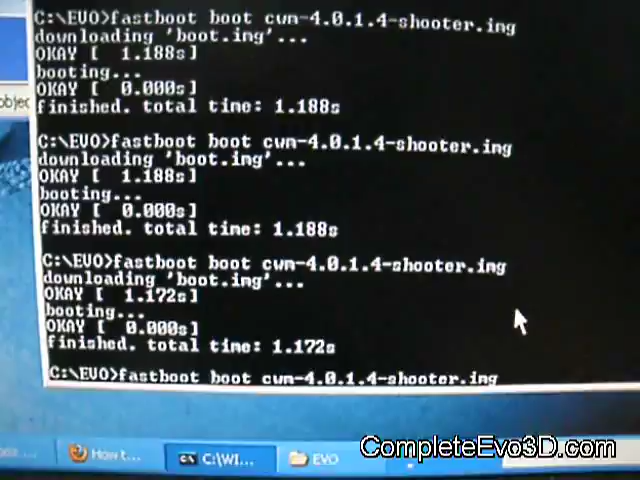 C:\EVO>fastboot boot cwm-4.0.1.4-shooter.img
downloading 'boot.img'...
OKAY [  1.188s]
booting...
OKAY [  0.000s]
finished. total time: 1.188s
C:\EVO>fastboot boot cwm-4.0.1.4-shooter.img
downloading 'boot.img'...
OKAY [  1.188s]
booting...
OKAY [  0.000s]
finished. total time: 1.188s
C:\EVO>fastboot boot cwm-4.0.1.4-shooter.img
downloading 'boot.img'...
OKAY [  1.172s]
booting...
OKAY [  0.000s]
finished. total time: 1.172s
C:\EVO>fastboot boot cwm-4.0.1.4-shooter.img
How t...
C:\WI...
EVO
CompleteEvo3D.com